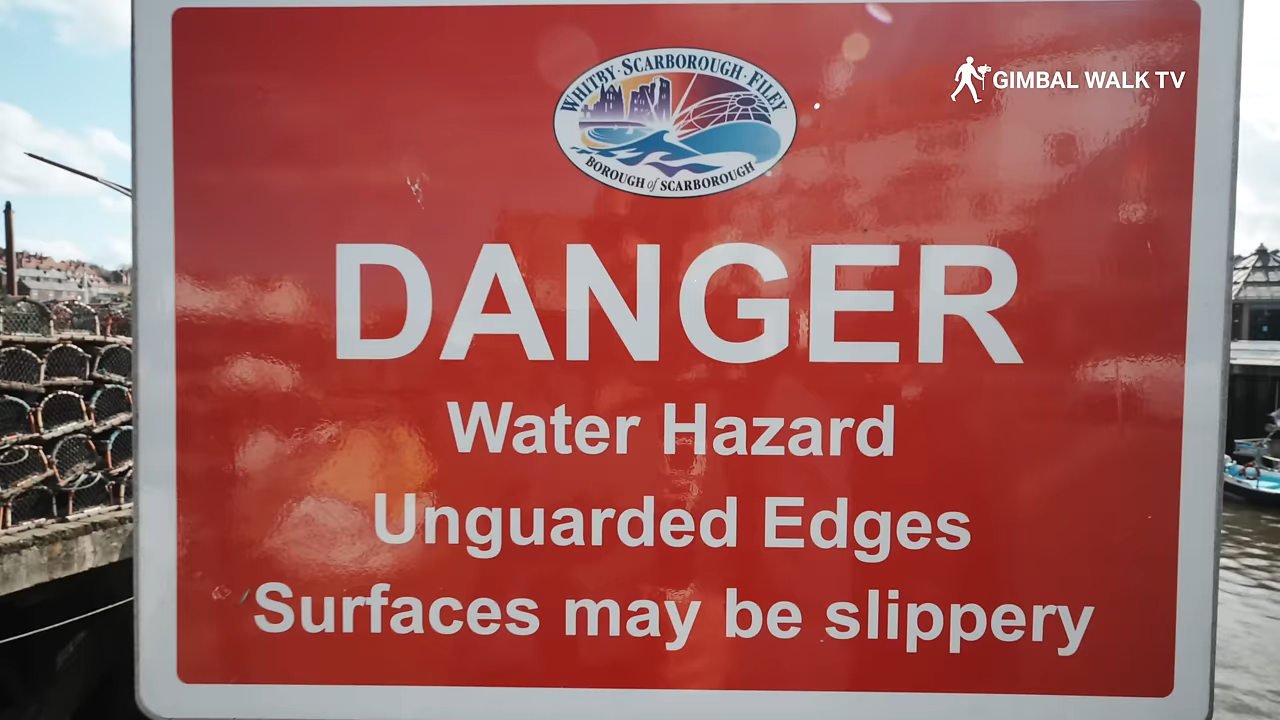 WHITBY · SCARBOROUGH · FILEY
GIMBAL WALK TV
BOROUGH of SCARBOROUGH
DANGER
Water Hazard
Unguarded Edges
Surfaces may be slippery